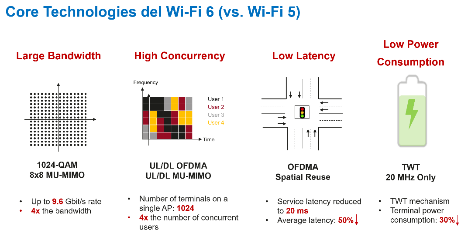 Core Technologies del Wi-Fi 6 (vs. Wi-Fi 5)
Large Bandwidth
1024-QAM
8x8 MU-MIMO
• Up to 9.6 Gbit/s rate
• 4x the bandwidth
High Concurrency
Frequency
User 1
User 2
User 3
User 4
Time
UL/DL OFDMA
UL/DL MU-MIMO
• Number of terminals on
a single AP: 1024
• 4x the number of concurrent
users
Low Latency
OFDMA
Spatial Reuse
• Service latency reduced
to 20 ms
• Average latency: 50%↓
Low Power
Consumption
TWT
20 MHz Only
• TWT mechanism
• Terminal power
consumption: 30%↓